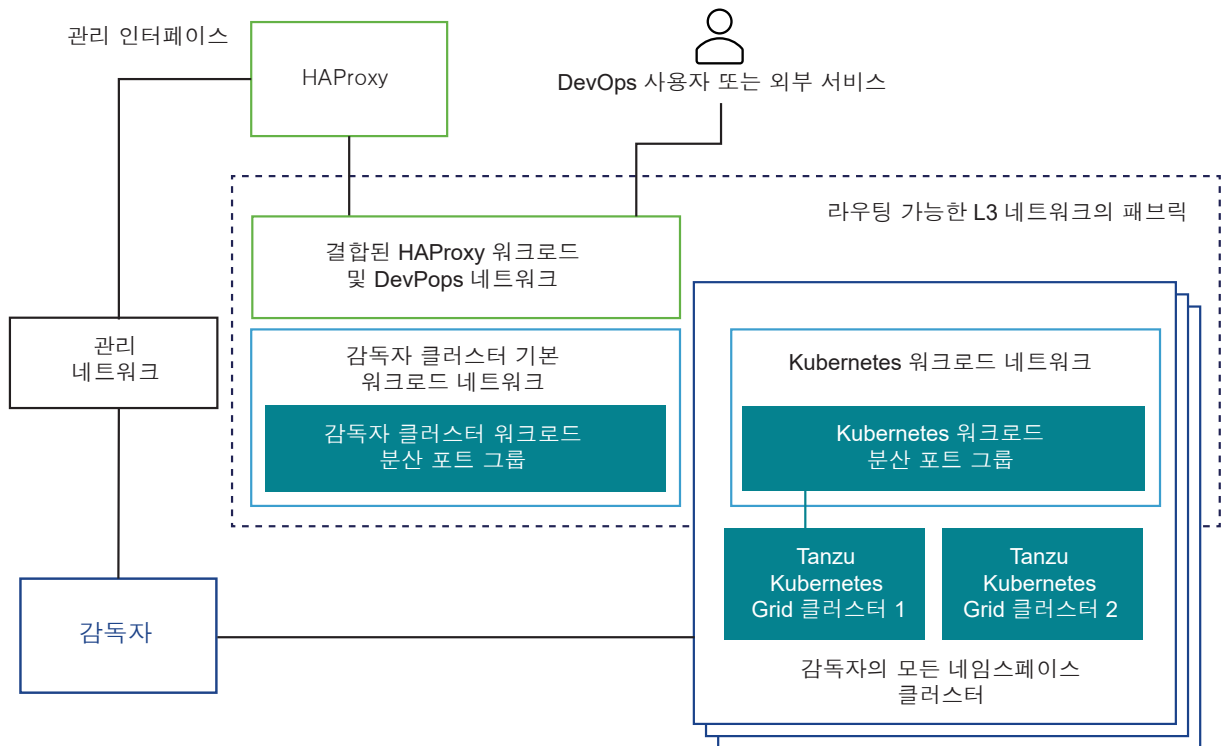 관리 인터페이스
HAProxy
DevOps 사용자 또는 외부 서비스
라우팅 가능한 L3 네트워크의 패브릭
결합된 HAProxy 워크로드
및 DevPops 네트워크
관리
네트워크
감독자 클러스터 기본
워크로드 네트워크
감독자 클러스터 워크로드
분산 포트 그룹
Kubernetes 워크로드 네트워크
Kubernetes 워크로드
분산 포트 그룹
Tanzu
Kubernetes
Grid 클러스터 1
Tanzu
Kubernetes
Grid 클러스터 2
감독자
감독자의 모든 네임스페이스
클러스터